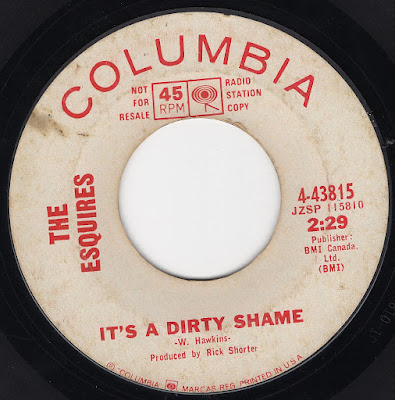 COLUMBIA
NOT
FOR
RESALE
45
RPM
RADIO
STATION
COPY
THE
ESQUIRES
4-43815
JZSP 115810
2:29
Publisher:
BMI Canada.
Ltd.
(BMI)
IT'S A DIRTY SHAME
-W. Hawkins-
Produced by Rick Shorter
"COLUMBIA" MARCAS REG. PRINTED IN U.S.A.